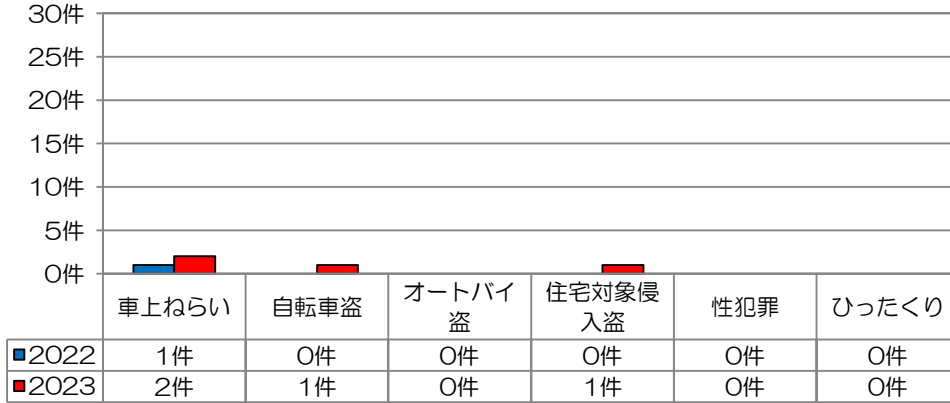 30件
25件
20件
15件
10件
5件
0件
車上ねらい 自転車盗 オートバイ盗 住宅対象侵入盗 性犯罪 ひったくり
2022 1件 0件 0件 0件 0件 0件
2023 2件 1件 0件 1件 0件 0件